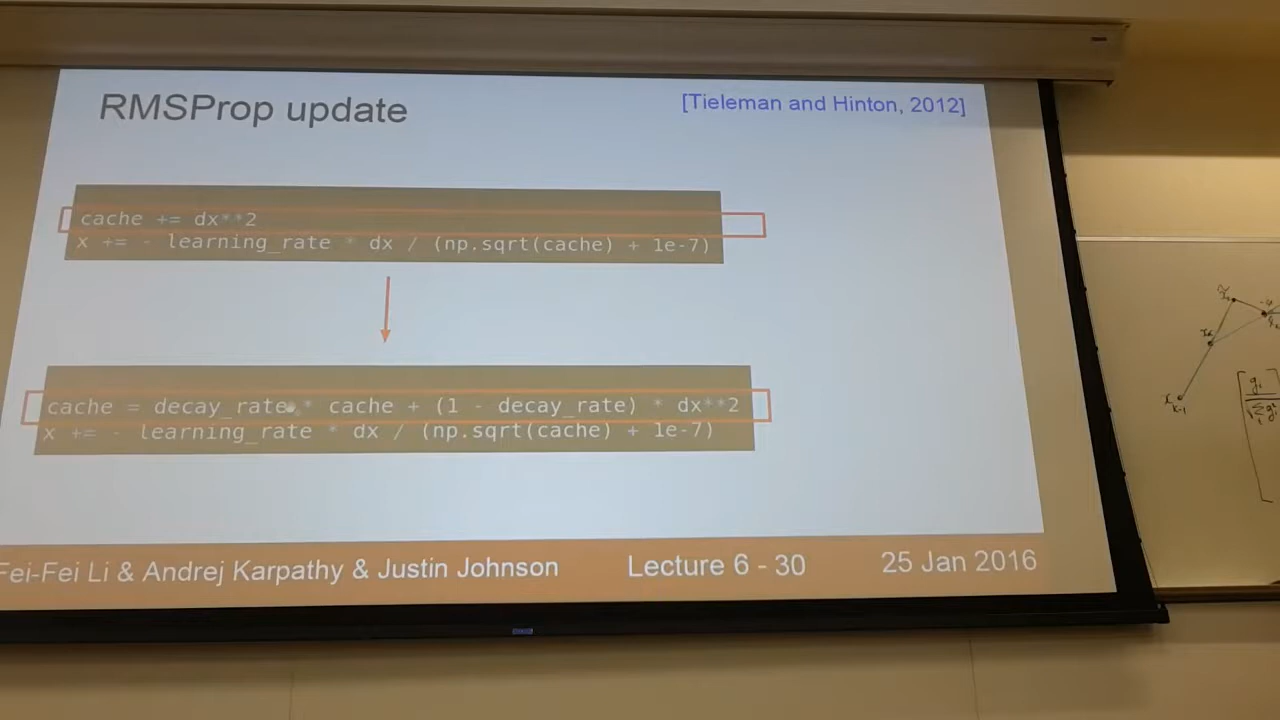 RMSProp update
[Tieleman and Hinton, 2012]
cache += dx**2
x += - learning_rate * dx / (np.sqrt(cache) + 1e-7)
cache = decay_rate * cache + (1 - decay_rate) * dx**2
x += - learning_rate * dx / (np.sqrt(cache) + 1e-7)
Fei-Fei Li & Andrej Karpathy & Justin Johnson
Lecture 6 - 30
25 Jan 2016